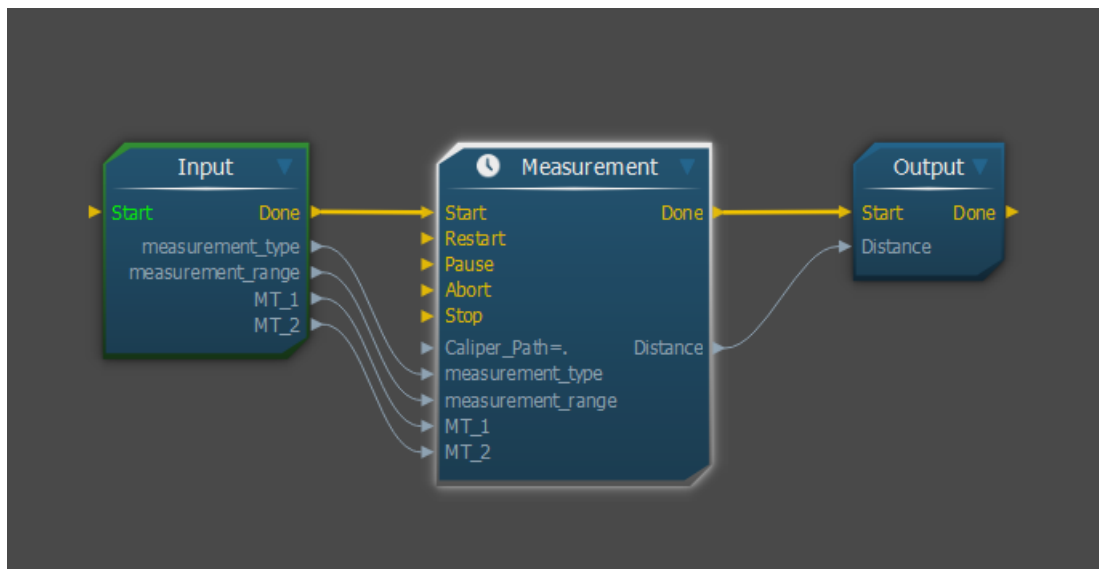 Input
Start Done
measurement_type
measurement_range
MT_1
MT_2
Measurement
Start Done
Restart
Pause
Abort
Stop
Caliper_Path=. Distance
measurement_type
measurement_range
MT_1
MT_2
Output
Start Done
Distance